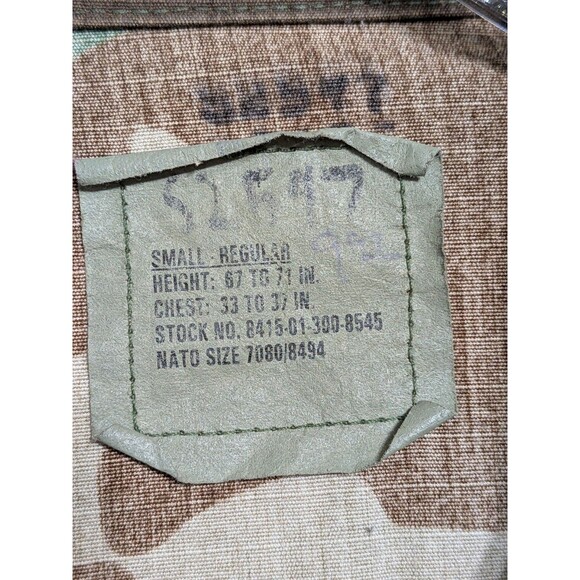 SMALL-REGULAR
HEIGHT: 67 TO 71 IN.
CHEST: 33 TO 37 IN.
STOCK NO. 8415-01-390-8545
NATO SIZE 7080/8494